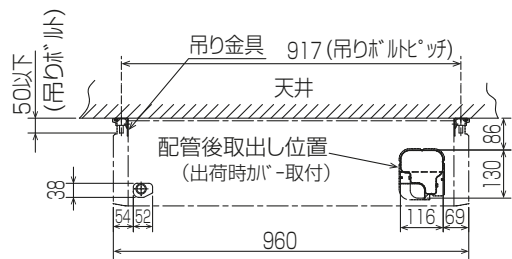 吊り金具
917(吊りボルトピッチ)
50以下
(吊りボルト)
天井
86
配管後取出し位置
(出荷時カバー取付)
38
130
54
52
116
69
960